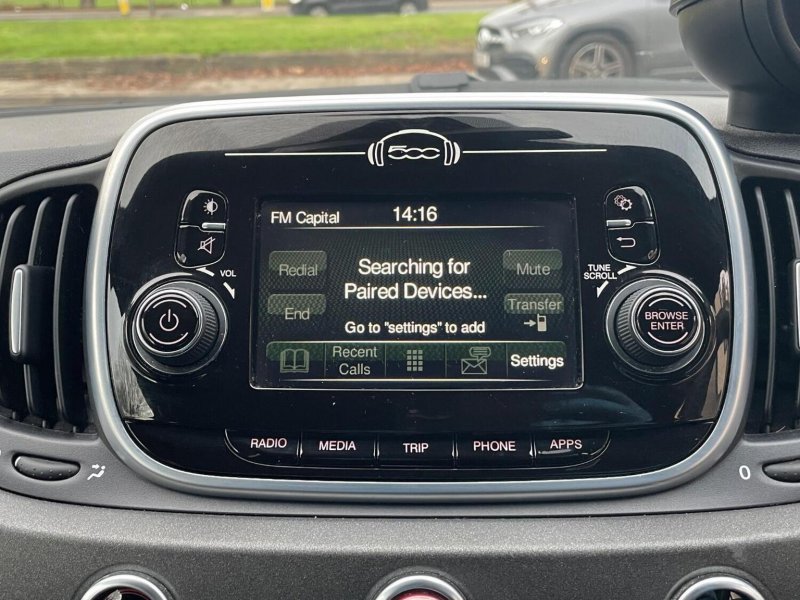 500
FM Capital 14:16
VOL
Redial
Searching for
Paired Devices...
Mute
TUNE
SCROLL
End
Transfer
Go to "settings" to add
BROWSE
ENTER
Recent
Calls
Settings
RADIO MEDIA TRIP PHONE APPS
0